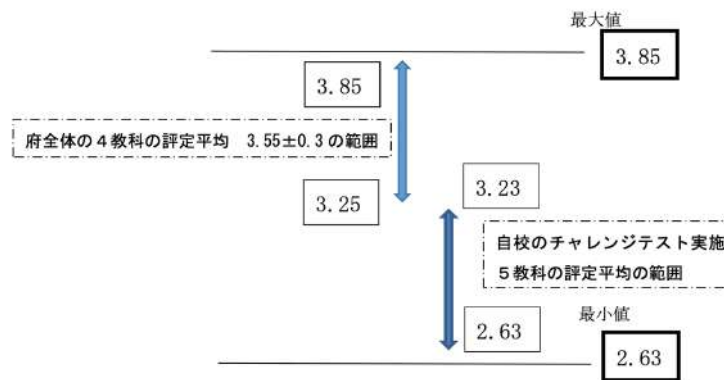 最大値
3.85
3.85
府全体の4教科の評定平均 3.55±0.3の範囲
3.25
3.23
自校のチャレンジテスト実施
5教科の評定平均の範囲
最小値
2.63
2.63